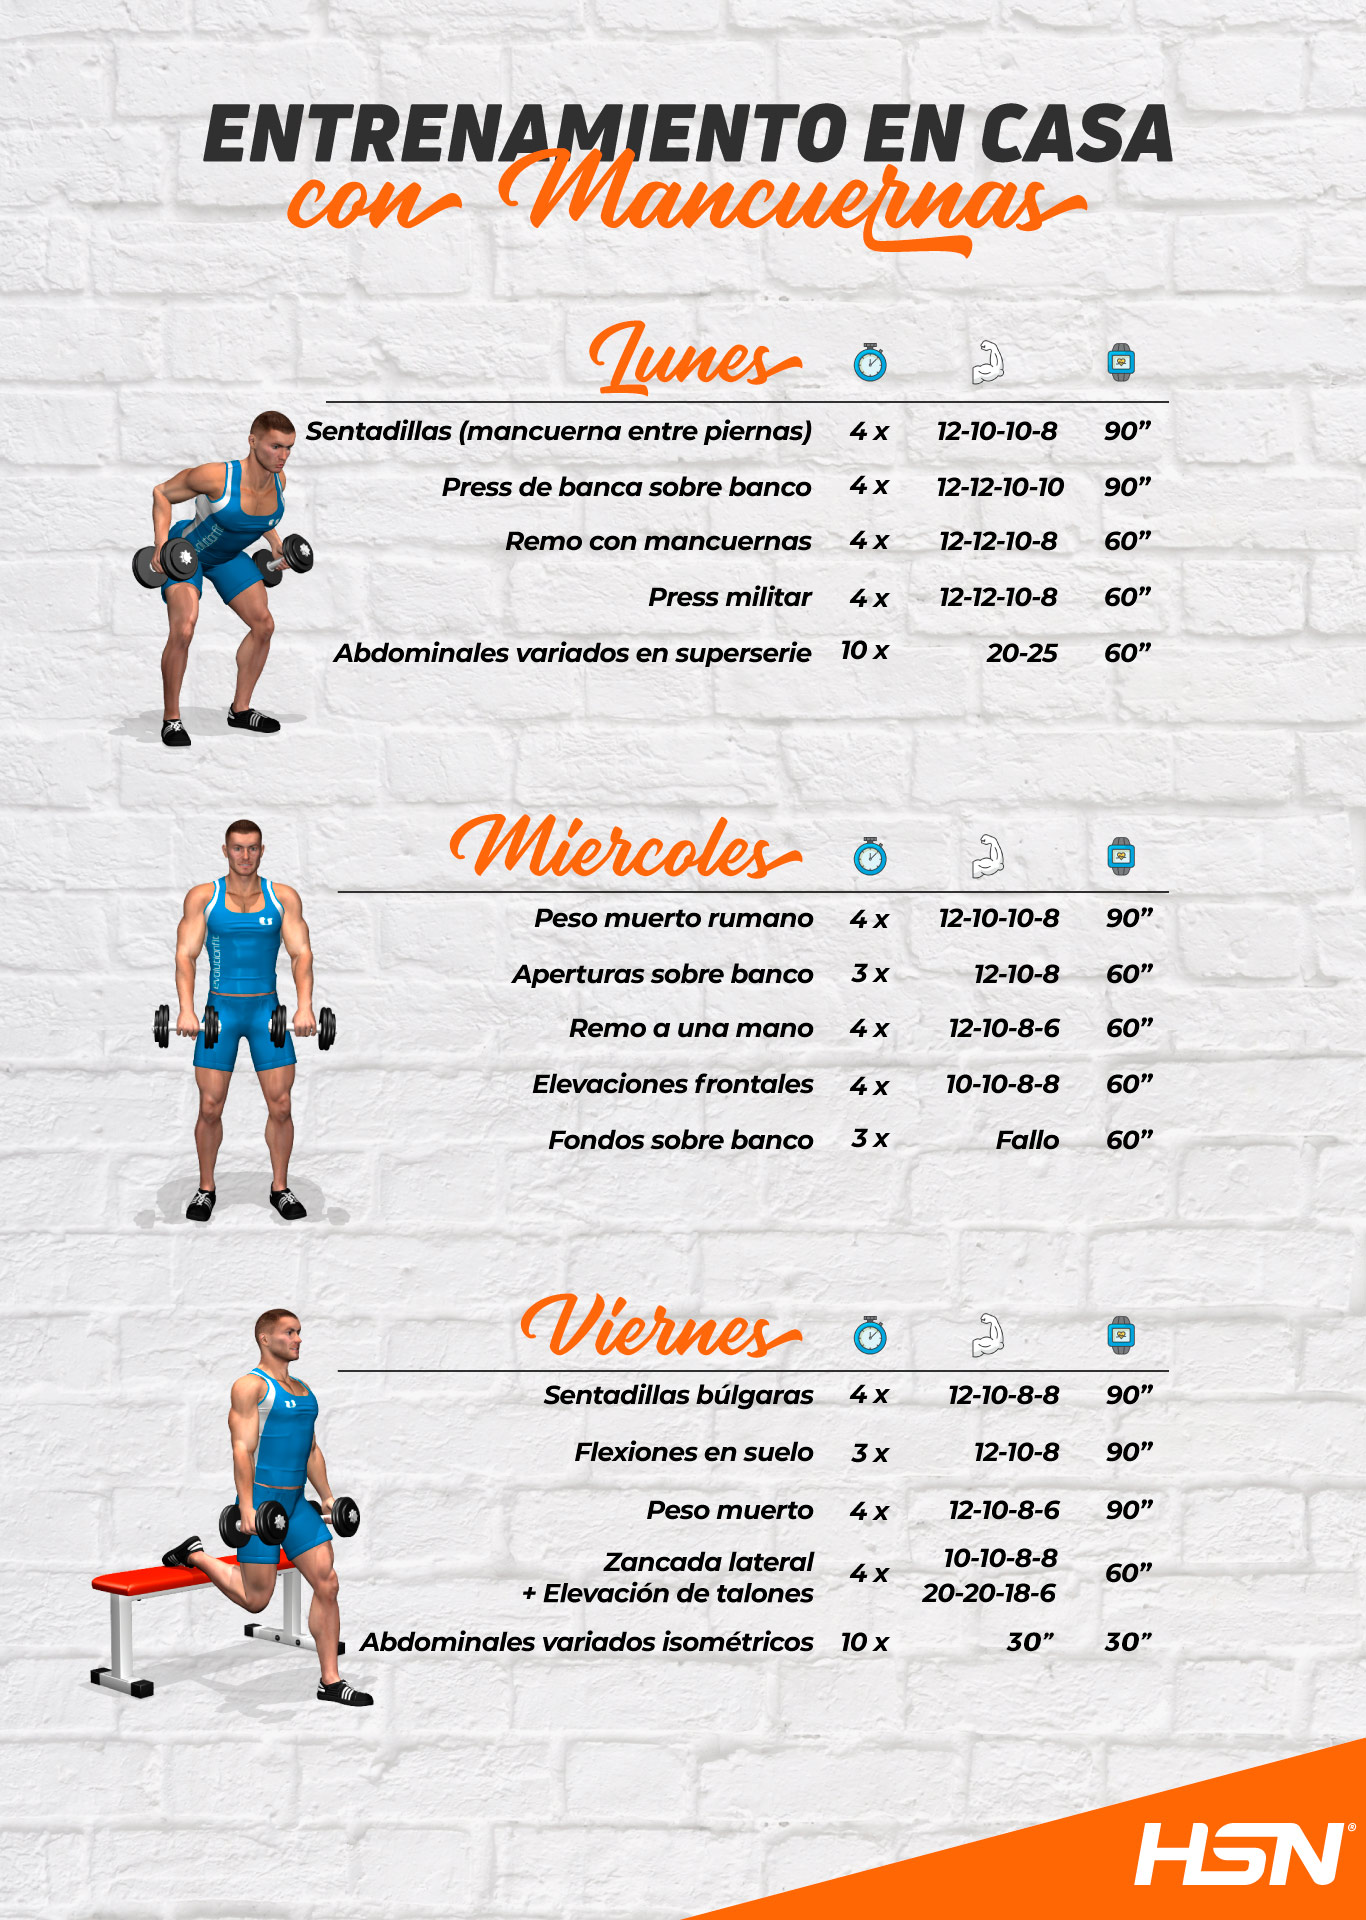 ENTRENAMIENTO EN CASA
con Mancuernas
Lunes
Sentadillas (mancuerna entre piernas) 4 x 12-10-10-8 90”
Press de banca sobre banco 4 x 12-12-10-10 90”
Remo con mancuernas 4 x 12-12-10-8 60”
Press militar 4 x 12-12-10-8 60”
Abdominales variados en superserie 10 x 20-25 60”
Miercoles
Peso muerto rumano 4 x 12-10-10-8 90”
Aperturas sobre banco 3 x 12-10-8 60”
Remo a una mano 4 x 12-10-8-6 60”
Elevaciones frontales 4 x 10-10-8-8 60”
Fondos sobre banco 3 x Fallo 60”
Viernes
Sentadillas búlgaras 4 x 12-10-8-8 90”
Flexiones en suelo 3 x 12-10-8 90”
Peso muerto 4 x 12-10-8-6 90”
Zancada lateral 4 x 10-10-8-8 60”
+ Elevación de talones 20-20-18-6
Abdominales variados isométricos 10 x 30” 30”
evolutionfit
HSN®